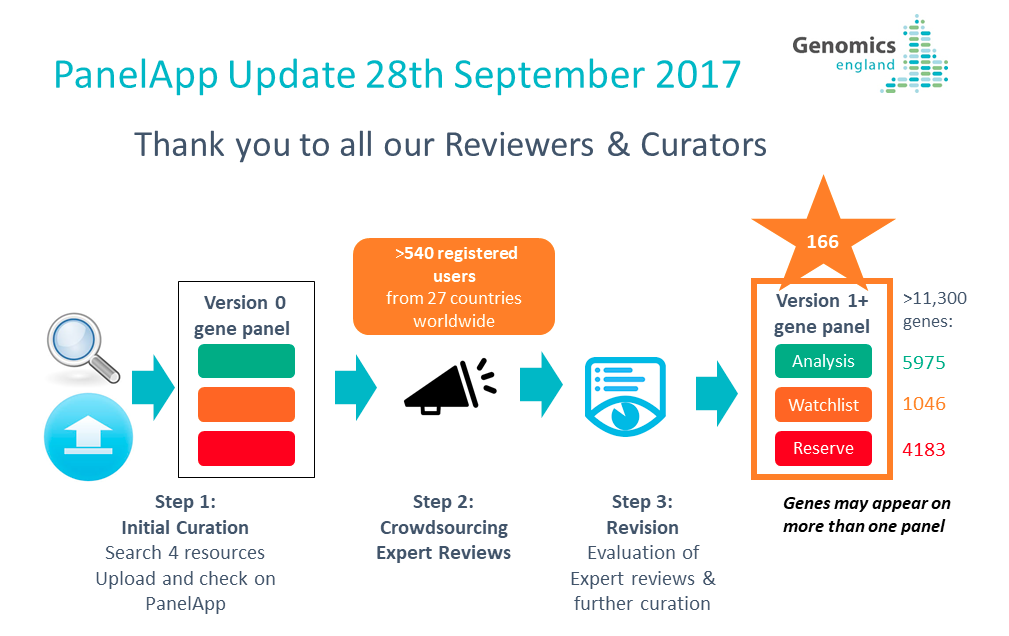 Genomics
england
PanelApp Update 28th September 2017
Thank you to all our Reviewers & Curators
166
>540 registered
users
from 27 countries
worldwide
Version 0
gene panel
Version 1+
gene panel
>11,300
genes:
Analysis
5975
Watchlist
1046
Reserve
4183
Step 1:
Initial Curation
Search 4 resources
Upload and check on
PanelApp
Step 2:
Crowdsourcing
Expert Reviews
Step 3:
Revision
Evaluation of
Expert reviews &
further curation
Genes may appear on
more than one panel